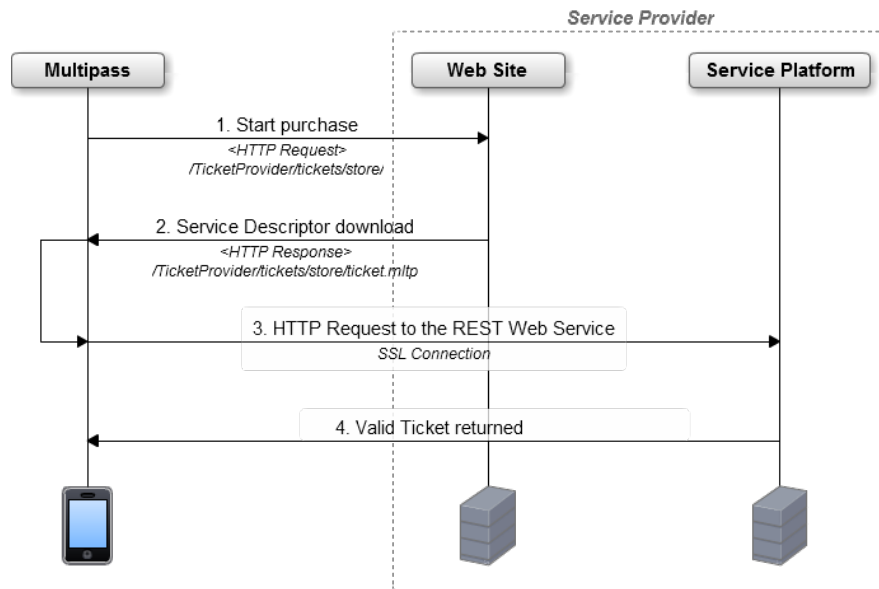 Service Provider
Multipass
Web Site
Service Platform
1. Start purchase
<HTTP Request>
/TicketProvider/tickets/store/
2. Service Descriptor download
<HTTP Response>
/TicketProvider/tickets/store/ticket.mltp
3. HTTP Request to the REST Web Service
SSL Connection
4. Valid Ticket returned